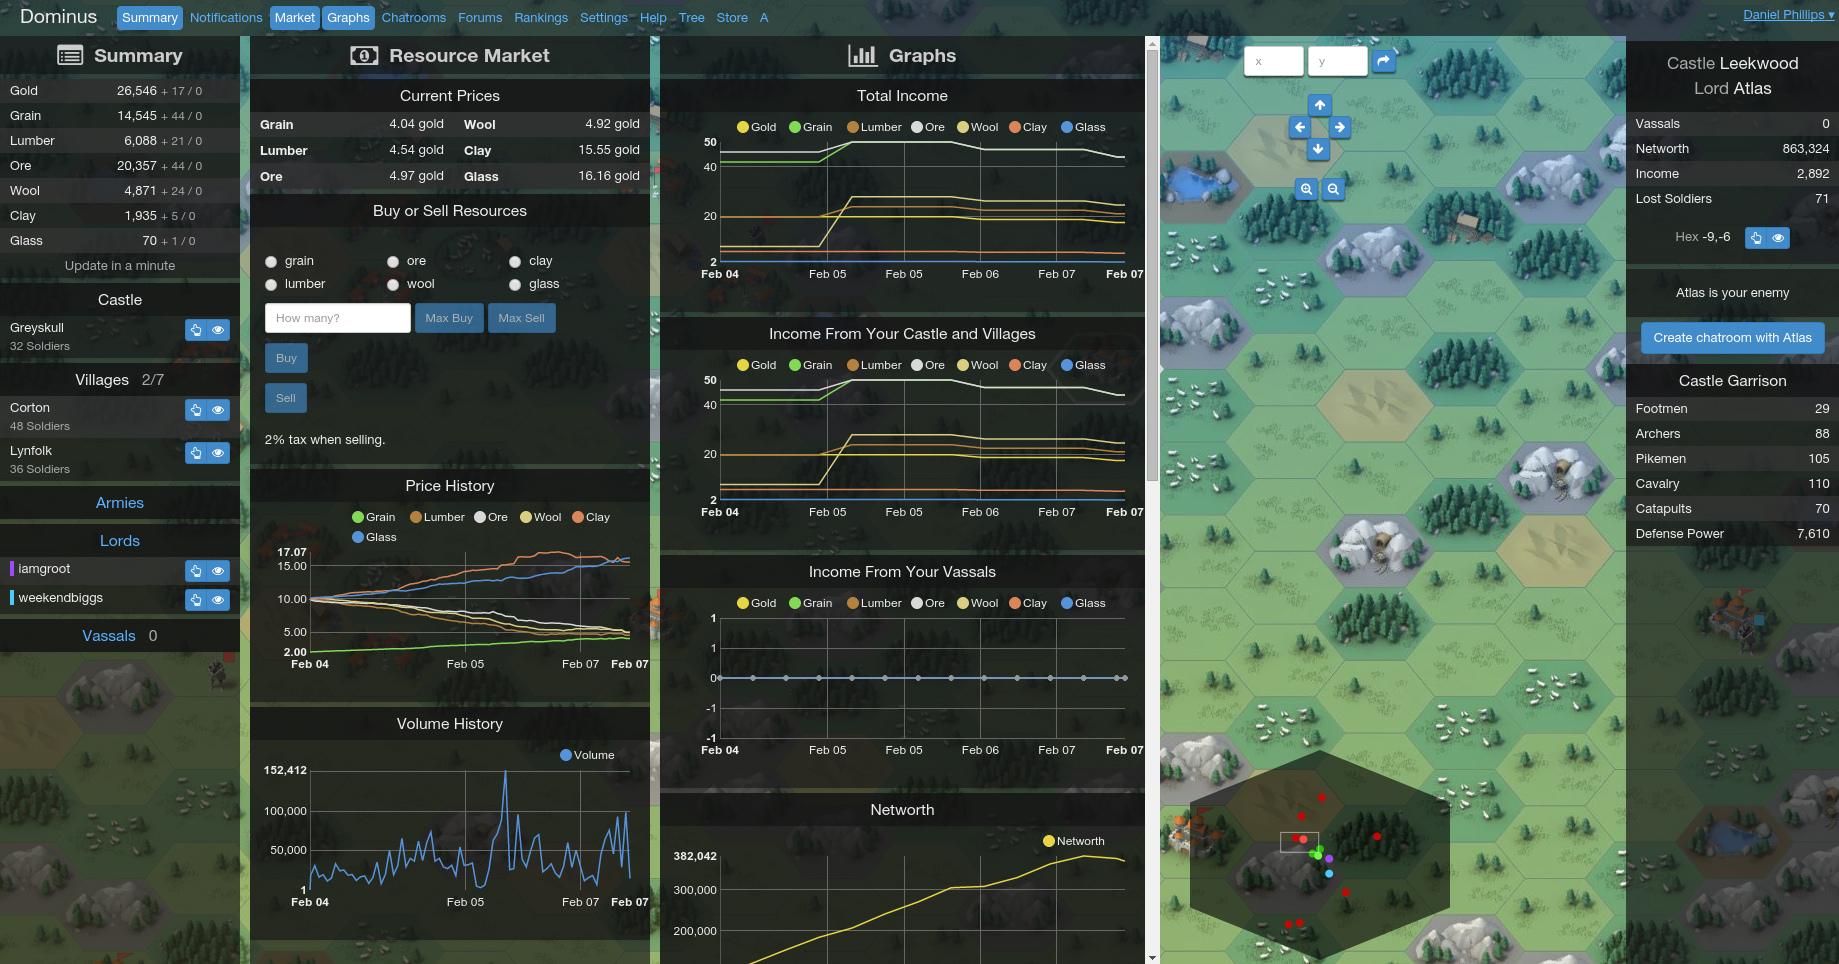 Dominus Summary Notifications Market Graphs Chatrooms Forums Rankings Settings Help Tree Store A Daniel Phillips ▾
Summary
Gold 26,546 + 17 / 0
Grain 14,545 + 44 / 0
Lumber 6,088 + 21 / 0
Ore 20,357 + 44 / 0
Wool 4,871 + 24 / 0
Clay 1,935 + 5 / 0
Glass 70 + 1 / 0
Update in a minute
Castle
Greyskull
32 Soldiers
Villages 2/7
Corton
48 Soldiers
Lynfolk
36 Soldiers
Armies
Lords
iamgroot
weekendbiggs
Vassals 0
Resource Market
Current Prices
Grain 4.04 gold Wool 4.92 gold
Lumber 4.54 gold Clay 15.55 gold
Ore 4.97 gold Glass 16.16 gold
Buy or Sell Resources
grain ore clay
lumber wool glass
How many? Max Buy Max Sell
Buy
Sell
2% tax when selling.
Price History
Grain Lumber Ore Wool Clay
Glass
17.07
15.00
10.00
5.00
2.00
Feb 04 Feb 05 Feb 07 Feb 07
Volume History
Volume
152,412
100,000
50,000
1
Feb 04 Feb 05 Feb 07 Feb 07
Graphs
Total Income
Gold Grain Lumber Ore Wool Clay Glass
50
40
20
2
Feb 04 Feb 05 Feb 05 Feb 06 Feb 07 Feb 07
Income From Your Castle and Villages
Gold Grain Lumber Ore Wool Clay Glass
50
40
20
2
Feb 04 Feb 05 Feb 05 Feb 06 Feb 07 Feb 07
Income From Your Vassals
Gold Grain Lumber Ore Wool Clay Glass
1
1
0
-1
-1
Feb 04 Feb 05 Feb 05 Feb 06 Feb 07 Feb 07
Networth
Networth
382,042
300,000
200,000
x y
Castle Leekwood
Lord Atlas
Vassals 0
Networth 863,324
Income 2,892
Lost Soldiers 71
Hex -9,-6
Atlas is your enemy
Create chatroom with Atlas
Castle Garrison
Footmen 29
Archers 88
Pikemen 105
Cavalry 110
Catapults 70
Defense Power 7,610